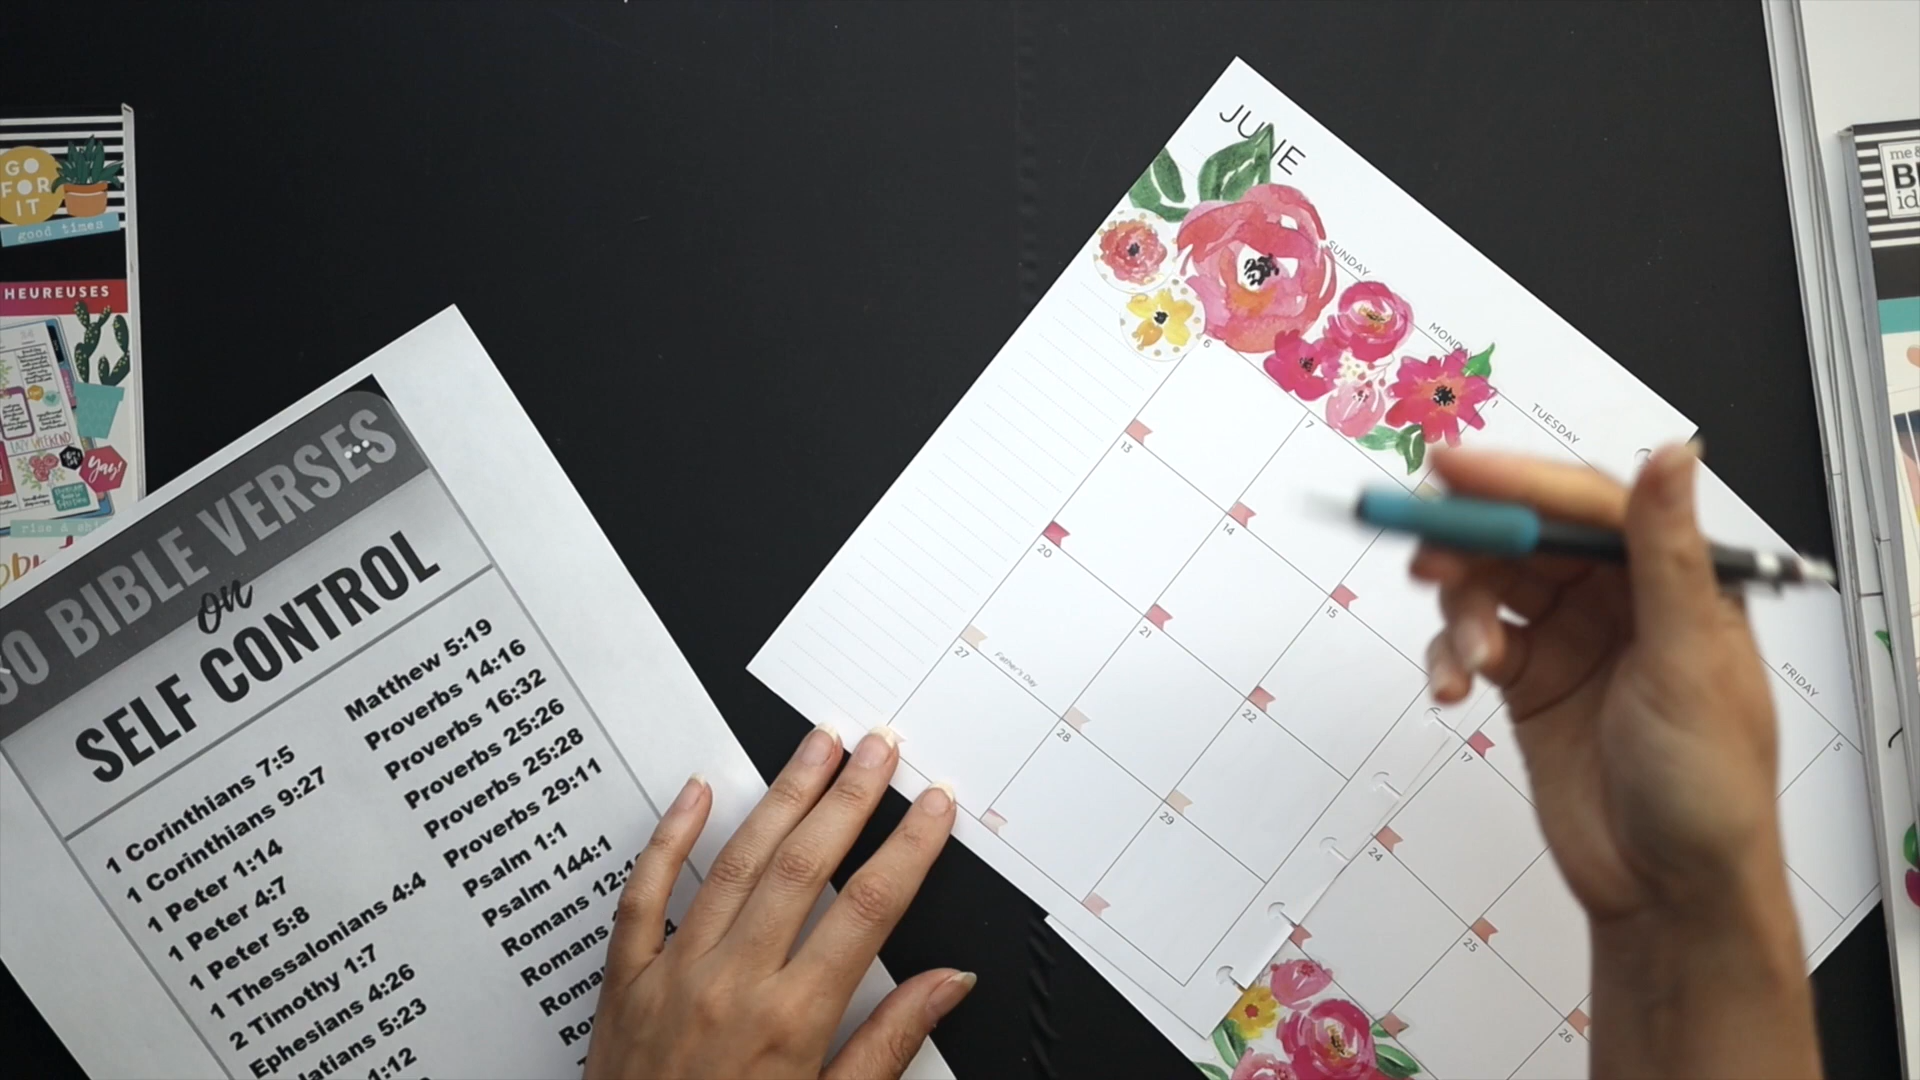 GO
FOR
IT
good times
HEUREUSES
LAZY WEEKEND
Yay!
BIBLE VERSES
on
SELF CONTROL
1 Corinthians 7:5
1 Corinthians 9:27
1 Peter 1:14
1 Peter 4:7
1 Peter 5:8
1 Thessalonians 4:4
2 Timothy 1:7
Ephesians 4:26
5:23
1:12
Matthew 5:19
Proverbs 14:16
Proverbs 16:32
Proverbs 25:26
Proverbs 25:28
Proverbs 29:11
Psalm 1:1
Psalm 144:1
Romans
Romans
JUNE
SUNDAY
MONDAY
TUESDAY
FRIDAY
1
5
6
7
13
14
15
17
20
Father's Day
21
22
24
25
26
27
28
29
me &